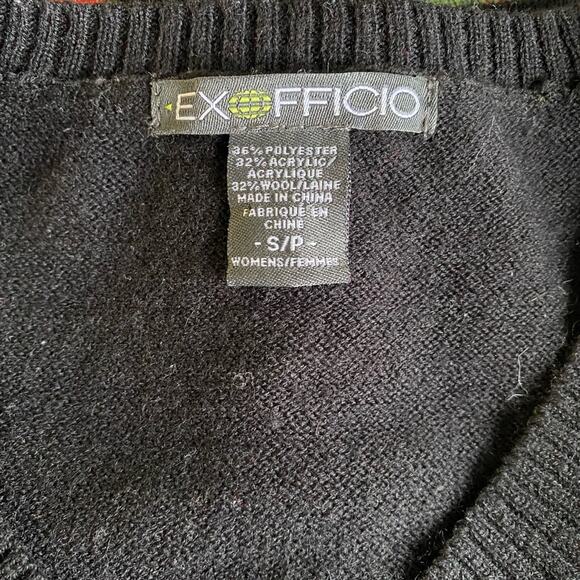 EXOFFICIO
36% POLYESTER
32% ACRYLIC/
ACRYLIQUE
32% WOOL/LAINE
MADE IN CHINA
FABRIQUE EN
CHINE
- S/P -
WOMENS/FEMMES